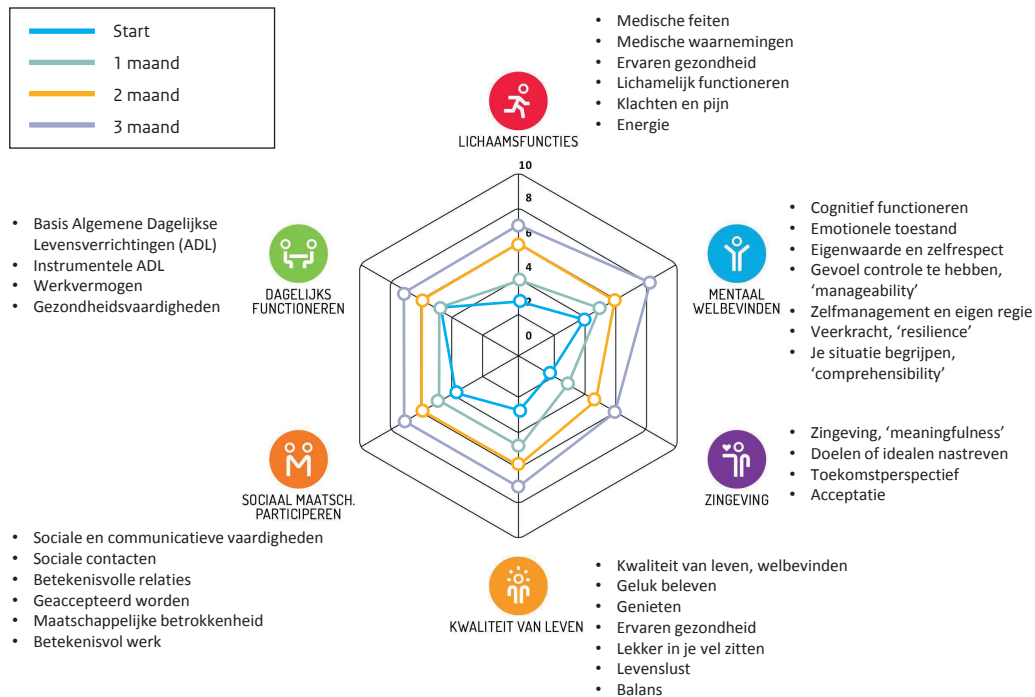 Start
1 maand
2 maand
3 maand
• Medische feiten
• Medische waarnemingen
• Ervaren gezondheid
• Lichamelijk functioneren
• Klachten en pijn
• Energie
LICHAAMSFUNCTIES
10
8
6
4
2
0
• Basis Algemene Dagelijkse
Levensverrichtingen (ADL)
• Instrumentele ADL
• Werkvermogen
• Gezondheidsvaardigheden
DAGELIJKS
FUNCTIONEREN
MENTAAL
WELBEVINDEN
• Cognitief functioneren
• Emotionele toestand
• Eigenwaarde en zelfrespect
• Gevoel controle te hebben,
‘manageability’
• Zelfmanagement en eigen regie
• Veerkracht, ‘resilience’
• Je situatie begrijpen,
‘comprehensibility’
SOCIAAL MAATSCH.
PARTICIPEREN
ZINGEVING
• Zingeving, ‘meaningfulness’
• Doelen of idealen nastreven
• Toekomstperspectief
• Acceptatie
• Sociale en communicatieve vaardigheden
• Sociale contacten
• Betekenisvolle relaties
• Geaccepteerd worden
• Maatschappelijke betrokkenheid
• Betekenisvol werk
KWALITEIT VAN LEVEN
• Kwaliteit van leven, welbevinden
• Geluk beleven
• Genieten
• Ervaren gezondheid
• Lekker in je vel zitten
• Levenslust
• Balans